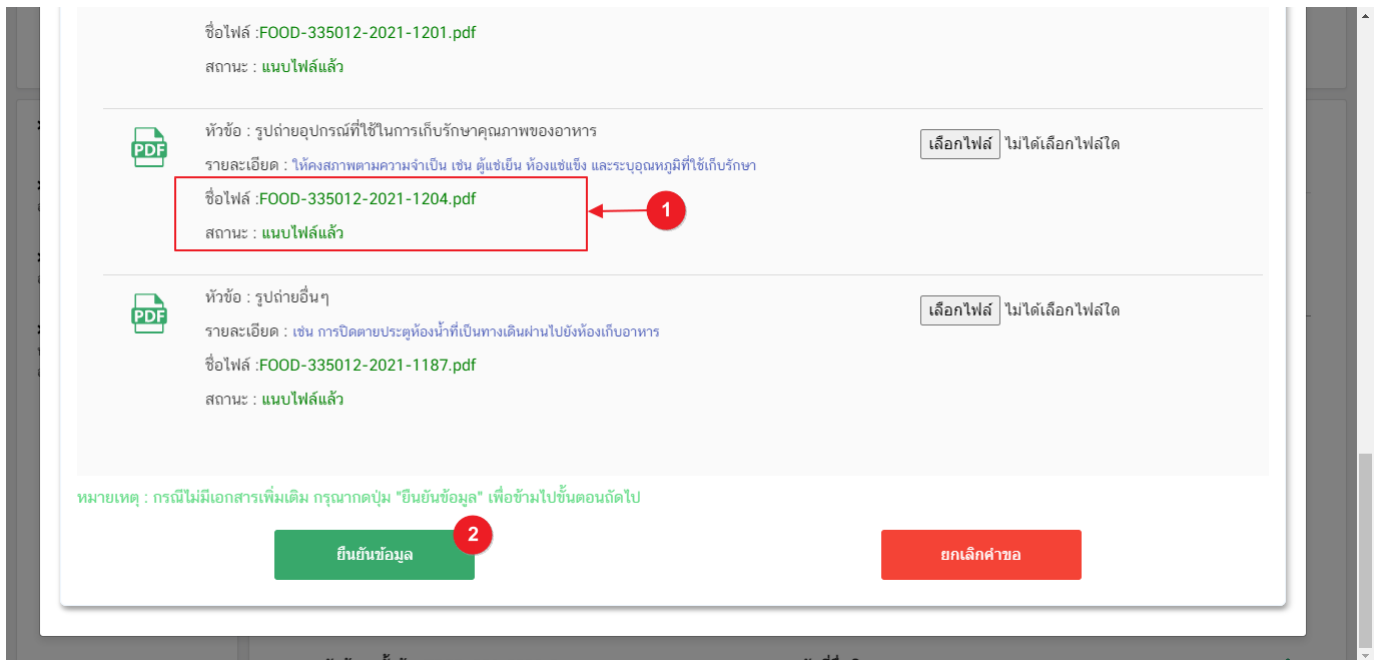 ชื่อไฟล์ :FOOD-335012-2021-1201.pdf
สถานะ : แนบไฟล์แล้ว
PDF
หัวข้อ : รูปถ่ายอุปกรณ์ที่ใช้ในการเก็บรักษาคุณภาพของอาหาร
เลือกไฟล์ ไม่ได้เลือกไฟล์ใด
รายละเอียด : ให้คงสภาพตามความจำเป็น เช่น ตู้แช่เย็น ห้องแช่แข็ง และระบุอุณหภูมิที่ใช้เก็บรักษา
ชื่อไฟล์ :FOOD-335012-2021-1204.pdf
1
สถานะ : แนบไฟล์แล้ว
PDF
หัวข้อ : รูปถ่ายอื่นๆ
เลือกไฟล์ ไม่ได้เลือกไฟล์ใด
รายละเอียด : เช่น การปิดตายประตูห้องน้ำที่เป็นทางเดินผ่านไปยังห้องเก็บอาหาร
ชื่อไฟล์ :FOOD-335012-2021-1187.pdf
สถานะ : แนบไฟล์แล้ว
หมายเหตุ : กรณีไม่มีเอกสารเพิ่มเติม กรุณากดปุ่ม "ยืนยันข้อมูล" เพื่อข้ามไปขั้นตอนถัดไป
2
ยืนยันข้อมูล
ยกเลิกคำขอ